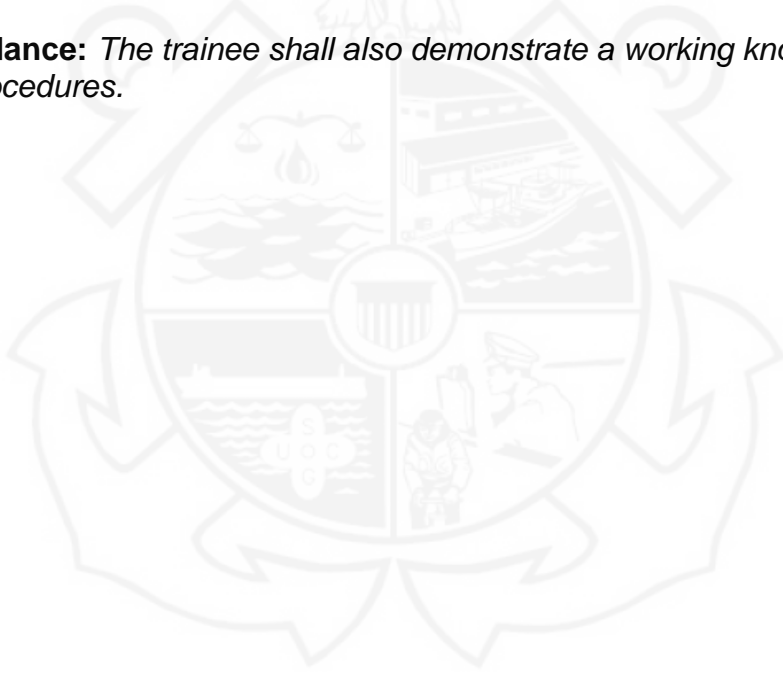 lance: The trainee shall also demonstrate a working kno
ocedures.
S
U O C
G